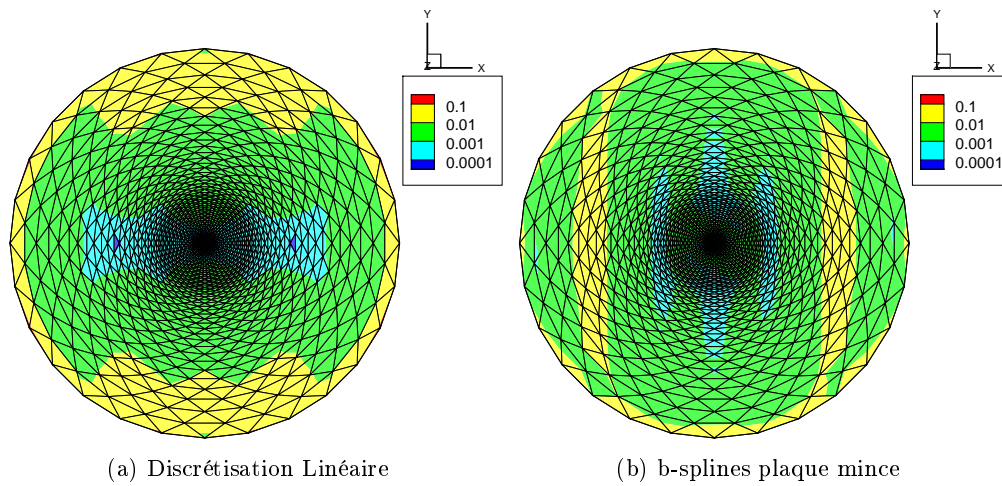 Y
Z X
0.1
0.01
0.001
0.0001
Y
Z X
0.1
0.01
0.001
0.0001
(a) Discrétisation Linéaire
(b) b-splines plaque mince